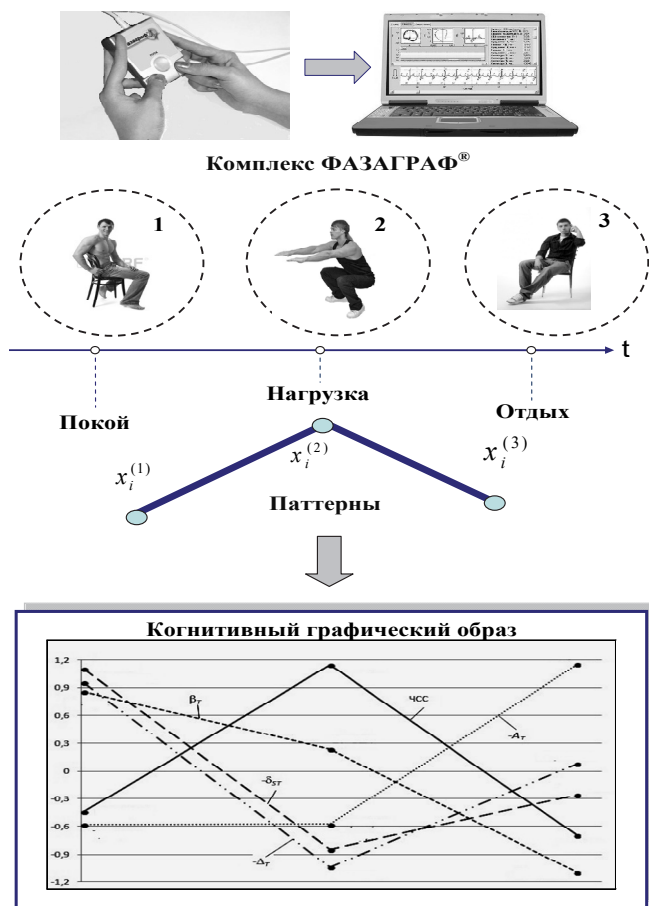 Комплекс ФАЗАГРАФ®
1
2
3
t
Покой
Нагрузка
Отдых
x_i^(1)
x_i^(2)
x_i^(3)
Паттерны
Когнитивный графический образ
1,2
0,9
0,6
0,3
0
-0,3
-0,6
-0,9
-1,2
β_T
ЧСС
-A_T
-δ_ST
-Δ_T